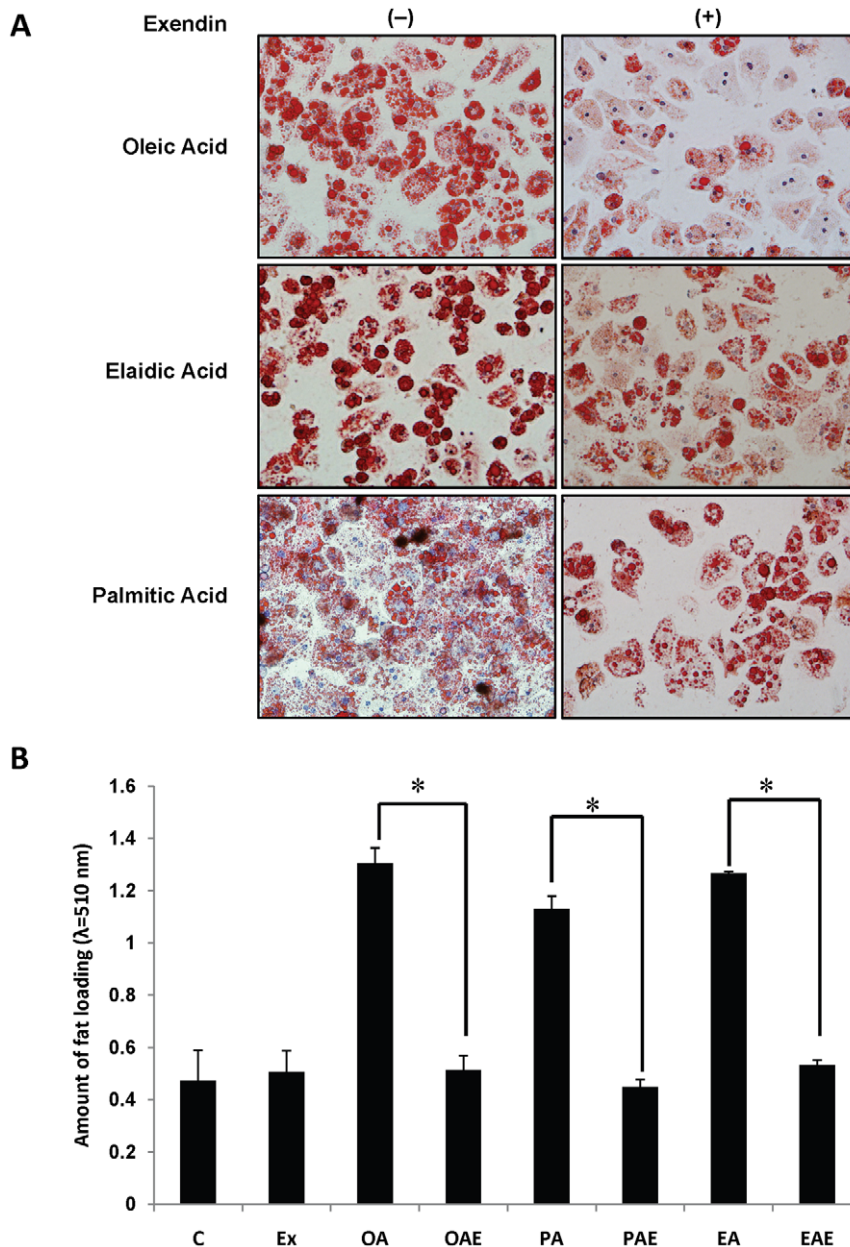 A
Exendin (–) (+)
Oleic Acid
Elaidic Acid
Palmitic Acid
B
Amount of fat loading (λ=510 nm)
1.6
1.4
1.2
1
0.8
0.6
0.4
0.2
0
* * *
C Ex OA OAE PA PAE EA EAE